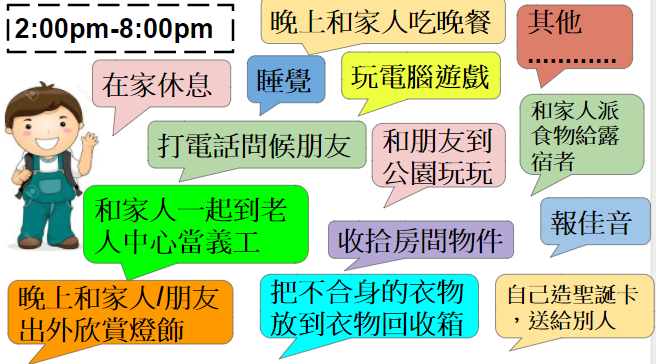 2:00pm-8:00pm
晚上和家人吃晚餐
其他
............
在家休息
睡覺
玩電腦遊戲
打電話問候朋友
和朋友到
公園玩玩
和家人派
食物給露
宿者
和家人一起到老
人中心當義工
收拾房間物件
報佳音
晚上和家人/朋友
出外欣賞燈飾
把不合身的衣物
放到衣物回收箱
自己造聖誕卡
，送給別人